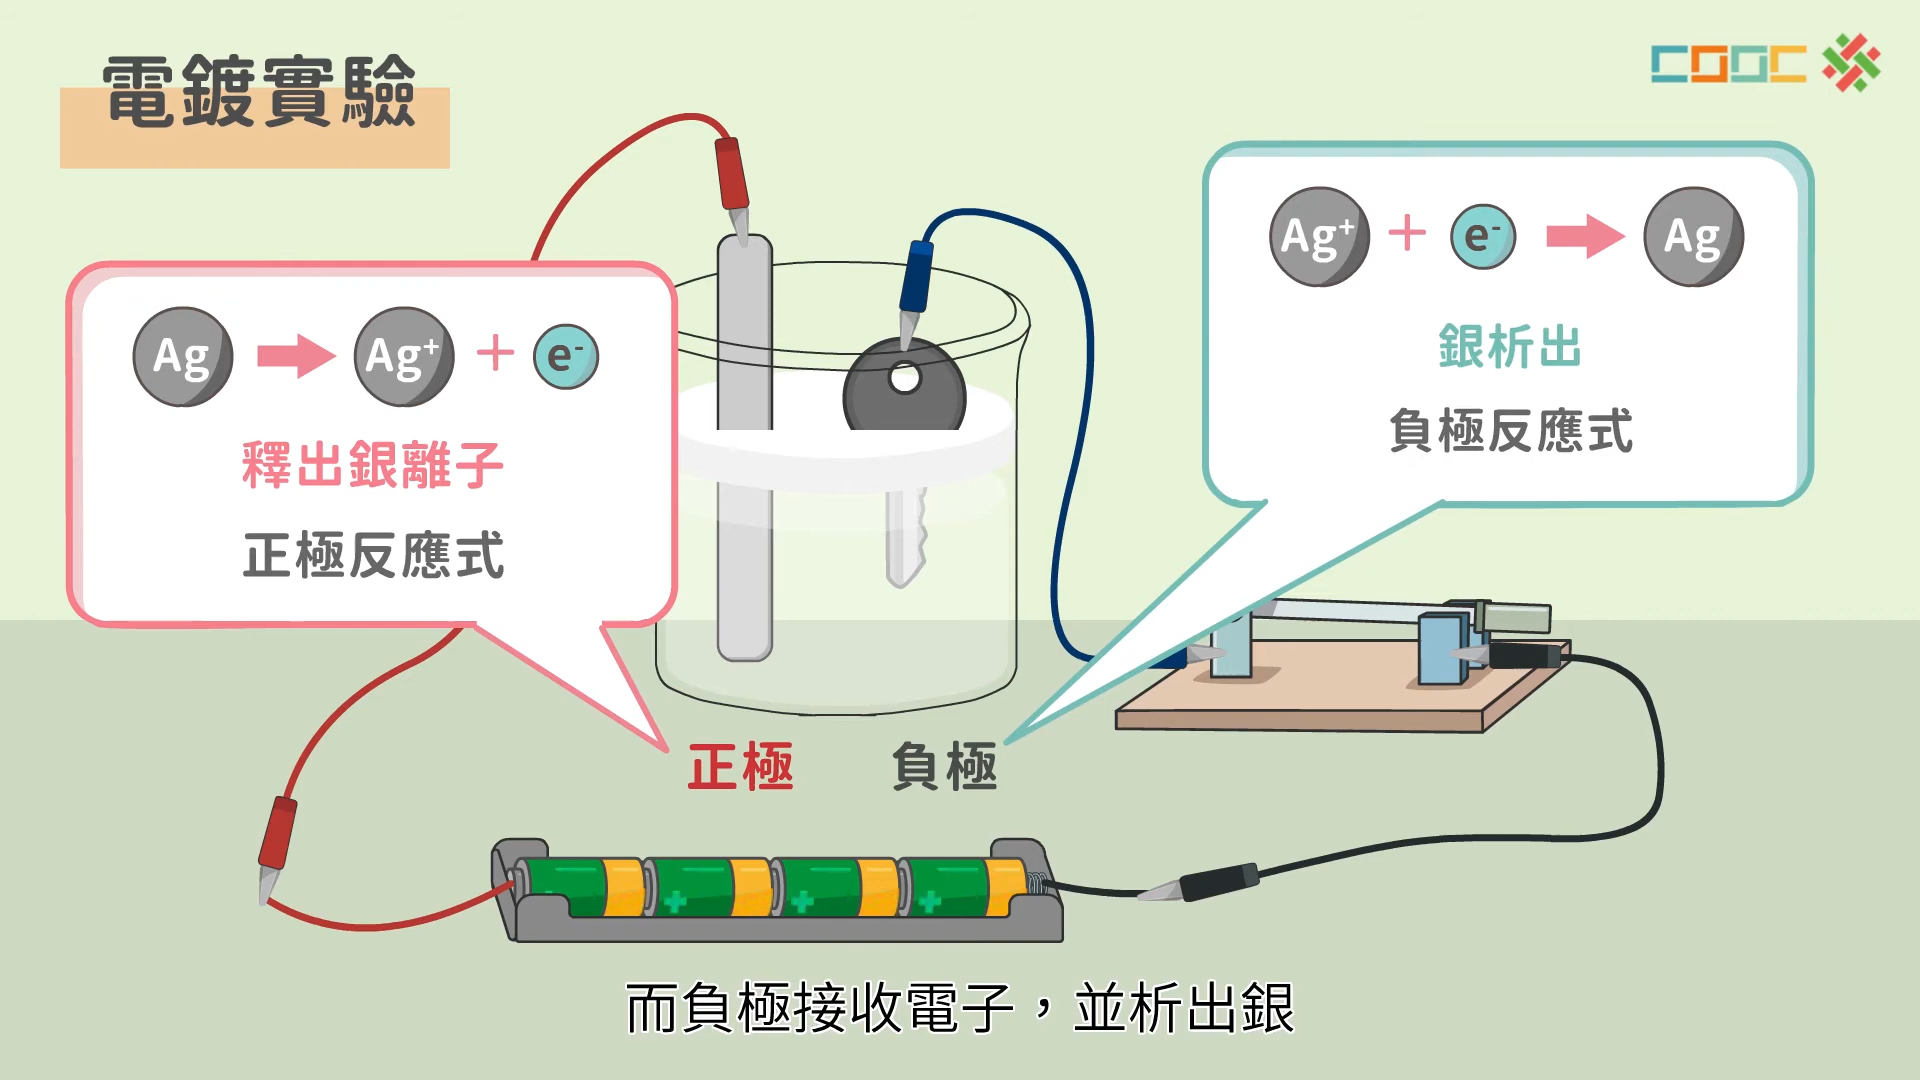 電鍍實驗
COOC
Ag → Ag⁺ + e⁻
釋出銀離子
正極反應式
Ag⁺ + e⁻ → Ag
銀析出
負極反應式
正極
負極
+ + +
而負極接收電子，並析出銀